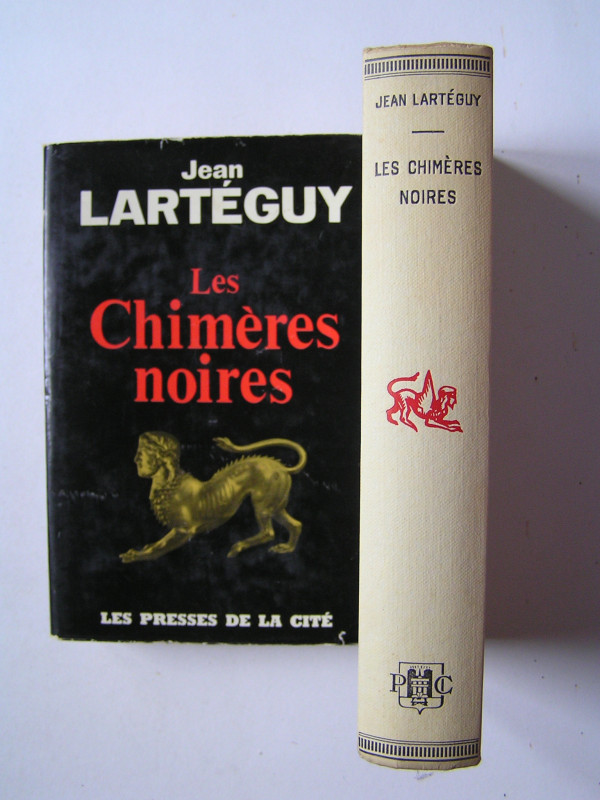 Jean
LARTÉGUY
Les
Chimères
noires
LES PRESSES DE LA CITÉ
JEAN LARTÉGUY
LES CHIMÈRES
NOIRES
P C